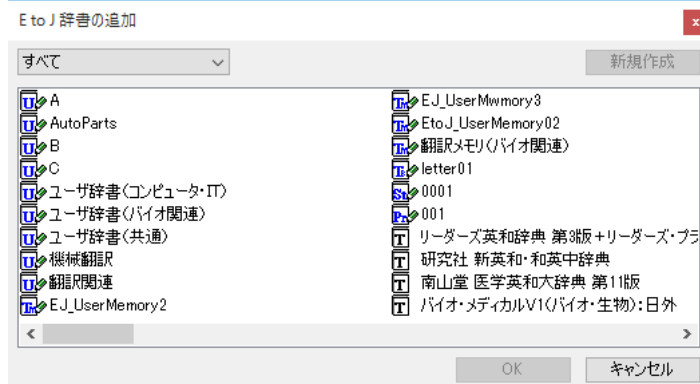 E to J 辞書の追加
x
すべて
新規作成
A
AutoParts
B
C
ユーザ辞書(コンピュータ・IT)
ユーザ辞書(バイオ関連)
ユーザ辞書(共通)
機械翻訳
翻訳関連
EJ_UserMemory2
EJ_UserMwmory3
EtoJ_UserMemory02
翻訳メモリ(バイオ関連)
letter01
0001
001
リーダーズ英和辞典 第3版+リーダーズ・プラ
研究社 新英和・和英中辞典
南山堂 医学英和大辞典 第11版
バイオ・メディカルV1(バイオ・生物):日外
OK
キャンセル